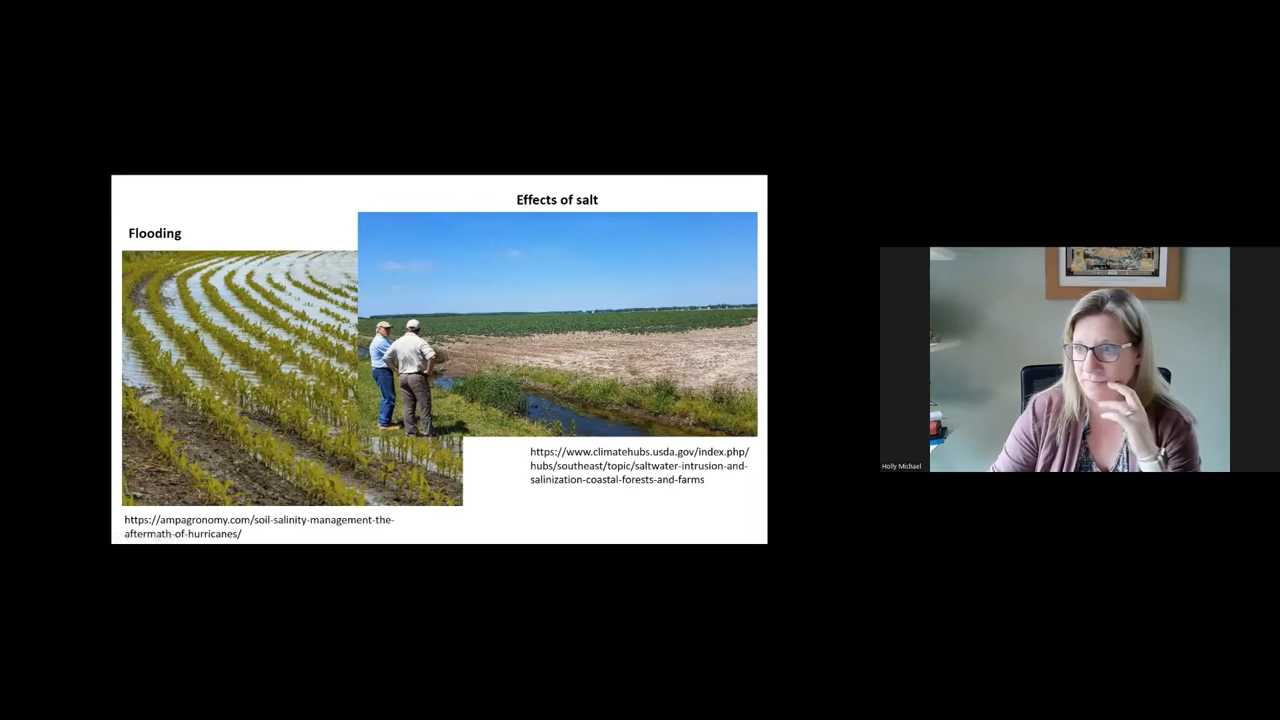 Effects of salt
Flooding
https://www.climatehubs.usda.gov/index.php/
hubs/southeast/topic/saltwater-intrusion-and-
salinization-coastal-forests-and-farms
https://ampagronomy.com/soil-salinity-management-the-
aftermath-of-hurricanes/
Holly Michael